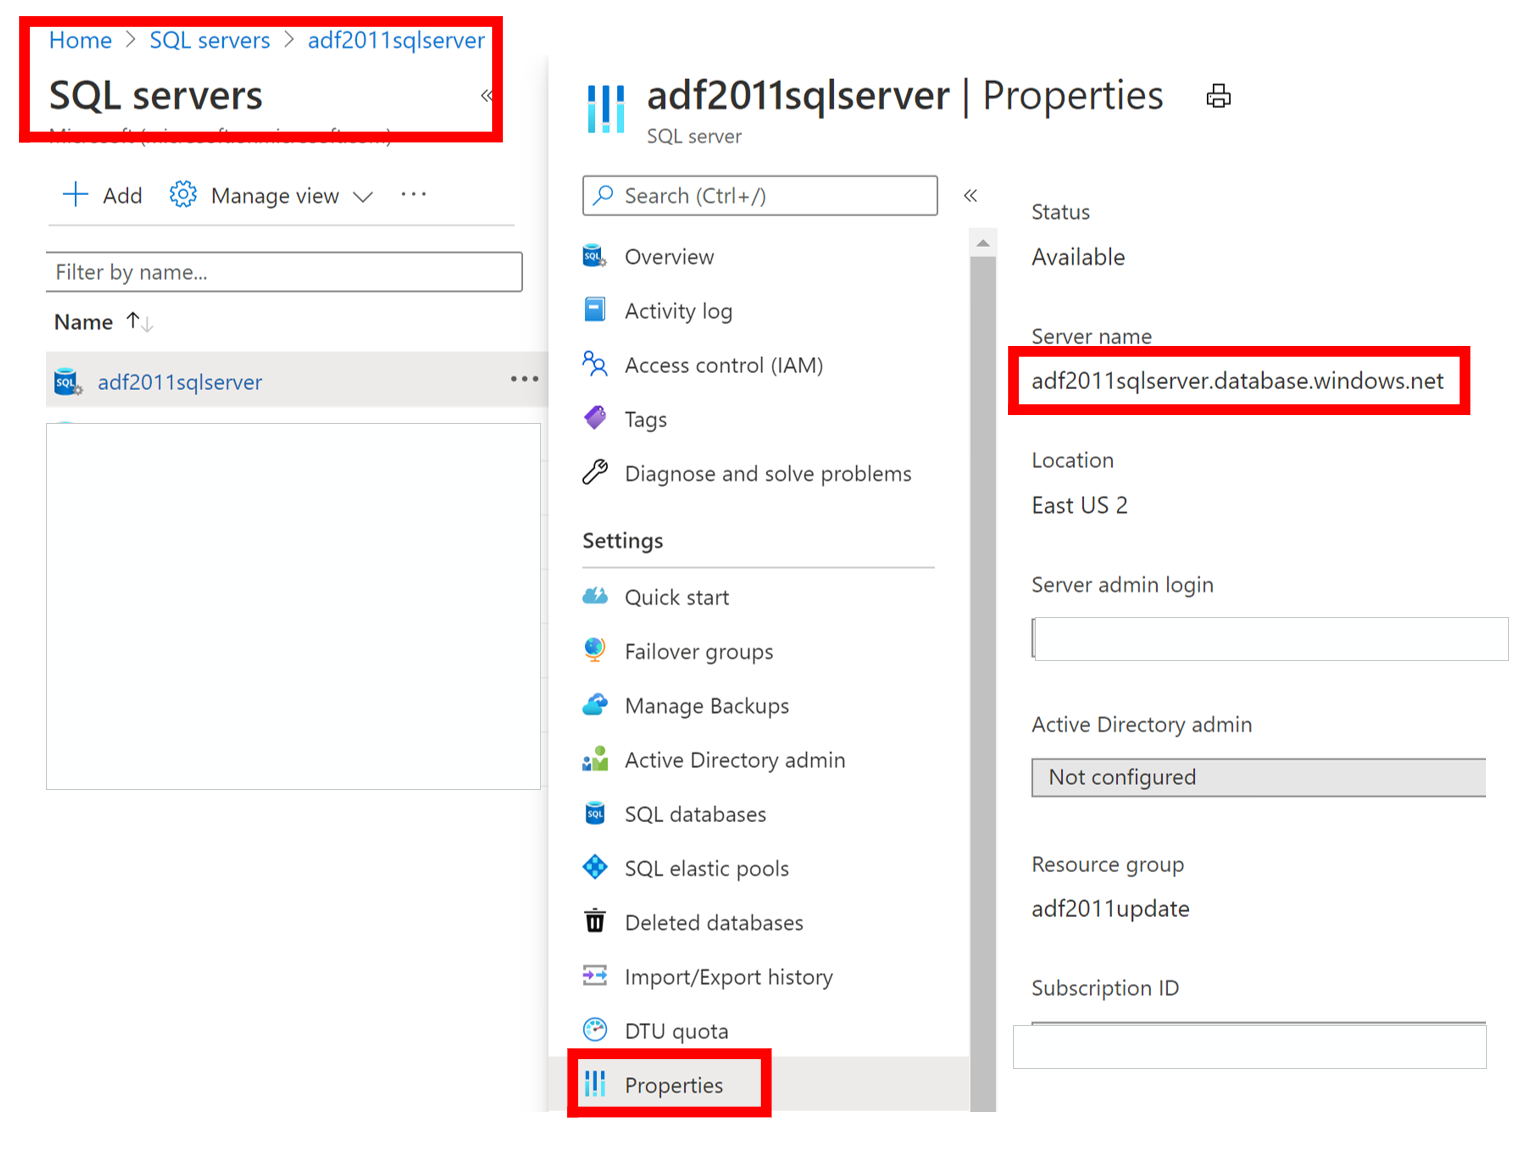 Home > SQL servers > adf2011sqlserver
SQL servers
«
Add
Manage view
...
Filter by name...
Name ↑↓
adf2011sqlserver
...
adf2011sqlserver | Properties
SQL server
Search (Ctrl+/)
«
Overview
Activity log
Access control (IAM)
Tags
Diagnose and solve problems
Settings
Quick start
Failover groups
Manage Backups
Active Directory admin
SQL databases
SQL elastic pools
Deleted databases
Import/Export history
DTU quota
Properties
Status
Available
Server name
adf2011sqlserver.database.windows.net
Location
East US 2
Server admin login
Active Directory admin
Not configured
Resource group
adf2011update
Subscription ID